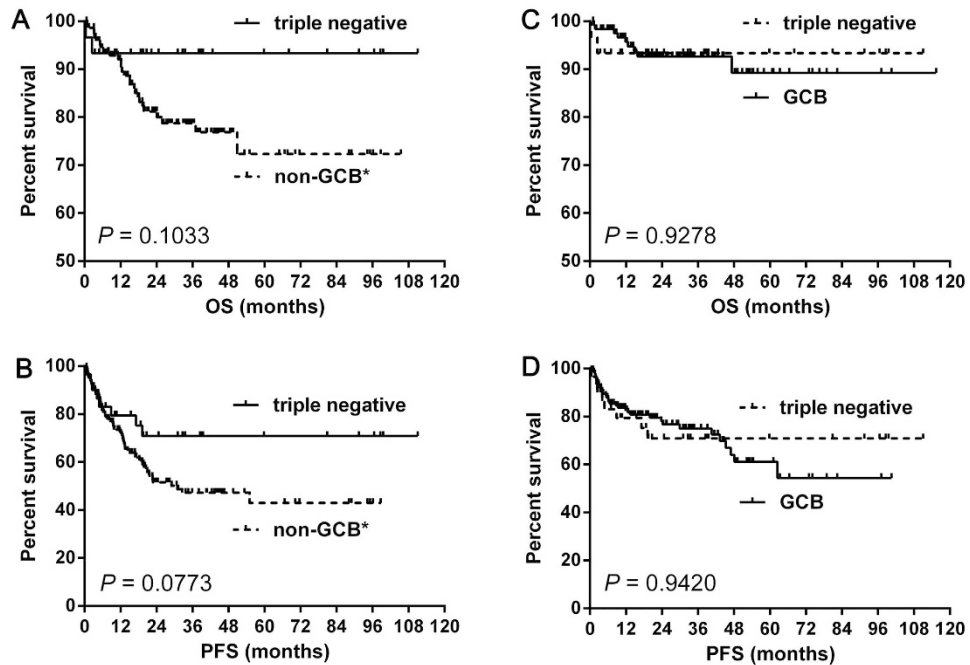 A
Percent survival
100
90
80
70
60
50
triple negative
non-GCB*
P = 0.1033
0 12 24 36 48 60 72 84 96 108 120
OS (months)
C
Percent survival
100
90
80
70
60
50
triple negative
GCB
P = 0.9278
0 12 24 36 48 60 72 84 96 108 120
OS (months)
B
Percent survival
100
80
60
40
20
0
triple negative
non-GCB*
P = 0.0773
0 12 24 36 48 60 72 84 96 108 120
PFS (months)
D
Percent survival
100
80
60
40
20
0
triple negative
GCB
P = 0.9420
0 12 24 36 48 60 72 84 96 108 120
PFS (months)